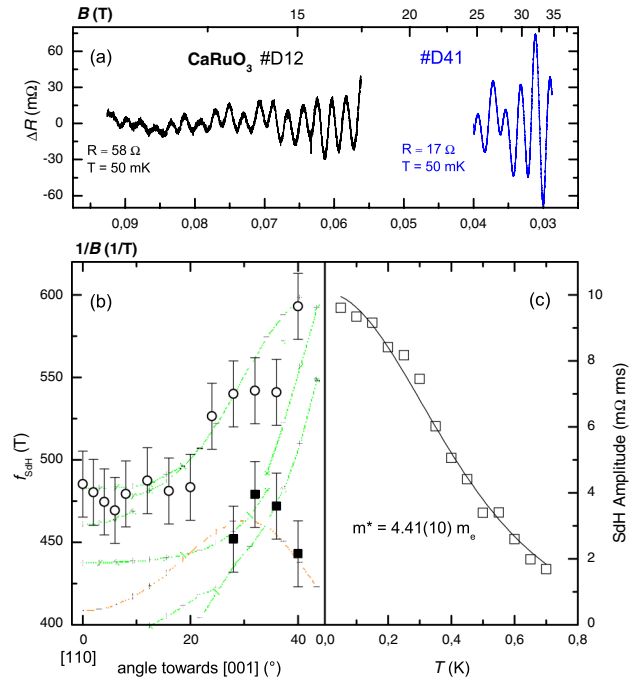 B (T)
15 20 25 30 35
(a) CaRuO3 #D12 #D41
ΔR (mΩ)
60
30
0
-30
-60
R = 58 Ω
T = 50 mK
R = 17 Ω
T = 50 mK
0,09 0,08 0,07 0,06 0,05 0,04 0,03
1/B (1/T)
(b)
fSdH (T)
600
550
500
450
400
0 20 40
[110]
angle towards [001] (°)
(c)
m* = 4.41(10) me
10
8
6
4
2
0
SdH Amplitude (mΩ rms)
0,0 0,2 0,4 0,6 0,8
T (K)